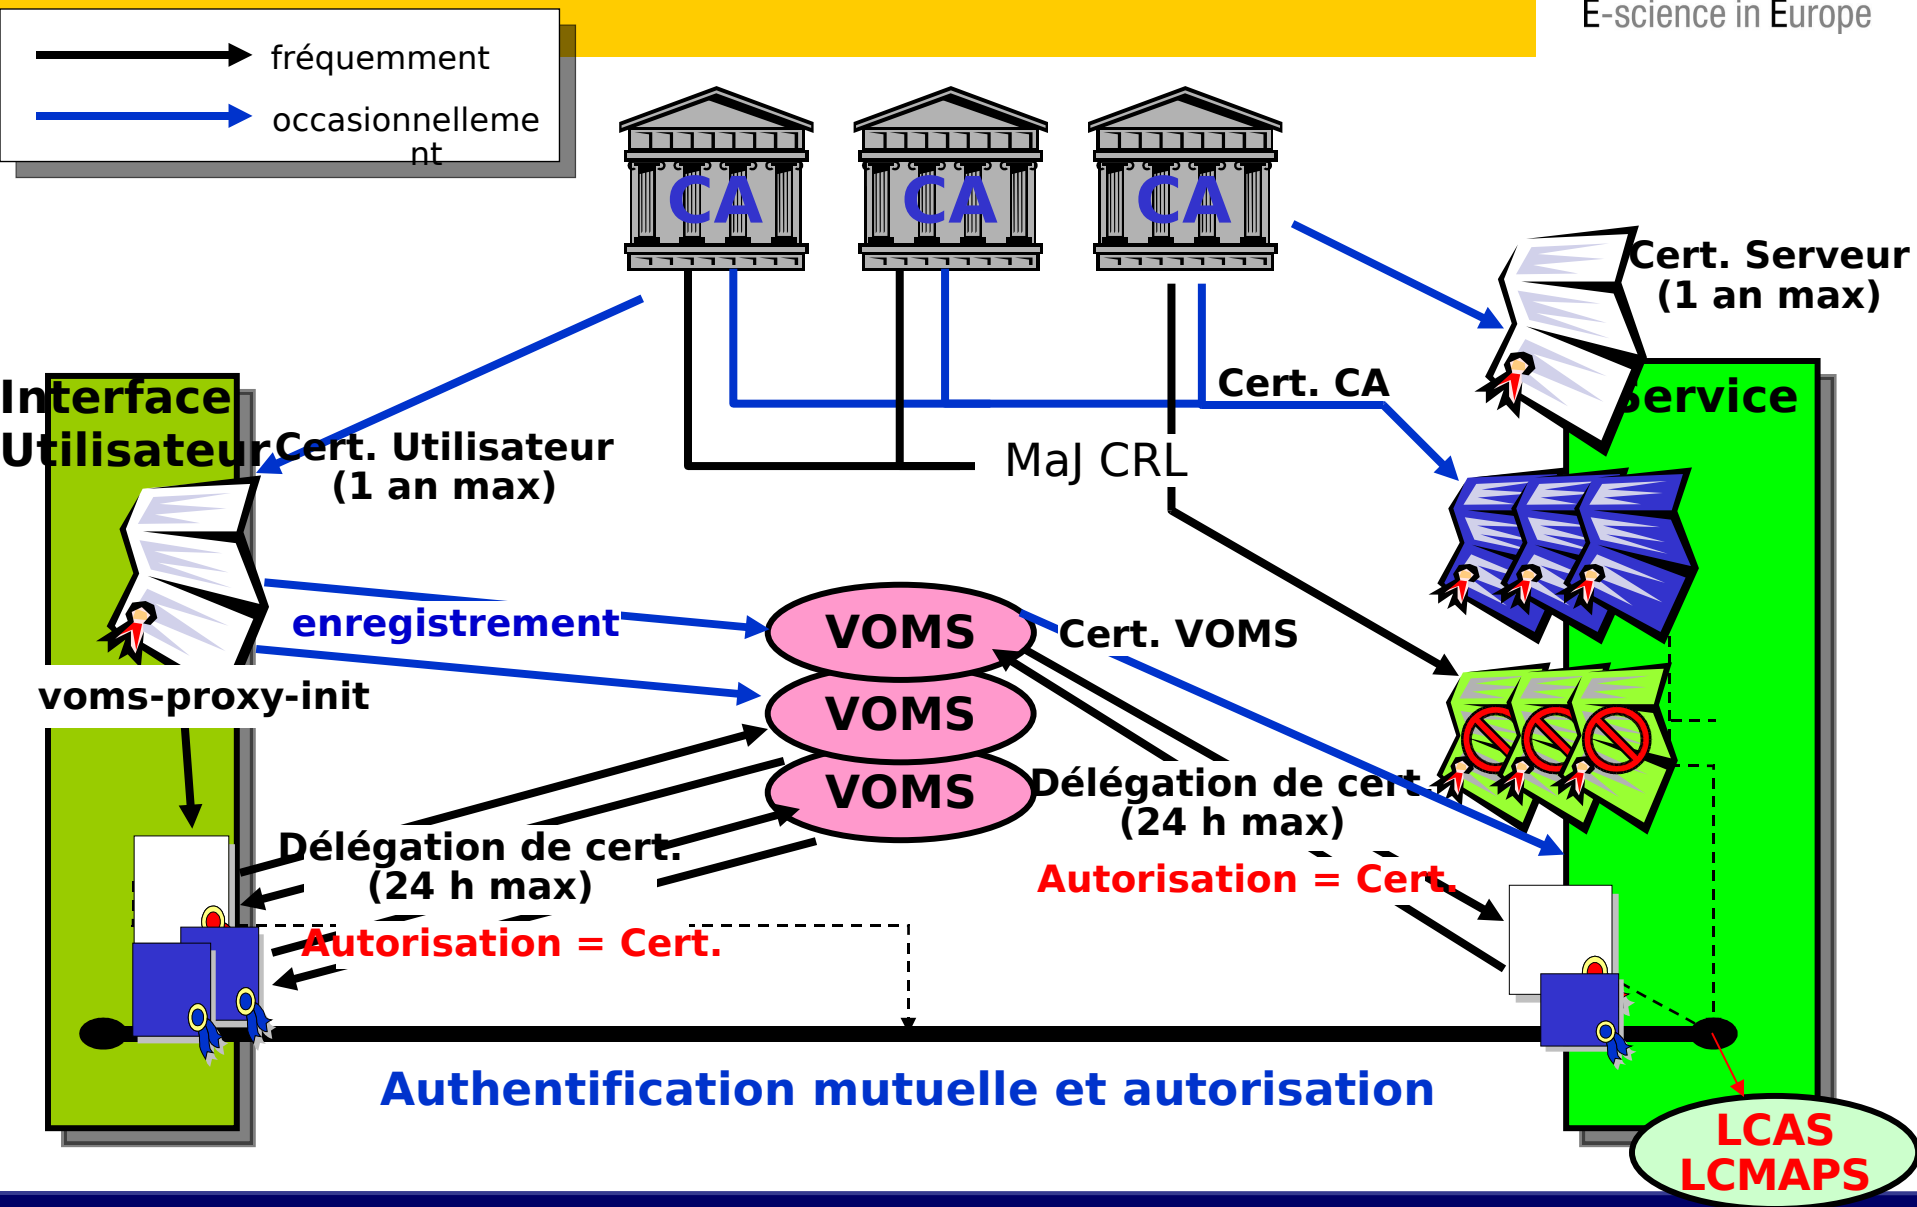 E-science in Europe
fréquemment
occasionnelleme
nt
CA
CA
CA
Cert. Serveur
(1 an max)
Interface
Utilisateur
Cert. Utilisateur
(1 an max)
Cert. CA
Service
MaJ CRL
enregistrement
VOMS
Cert. VOMS
voms-proxy-init
VOMS
VOMS
Délégation de cert.
(24 h max)
Autorisation = Cert.
Délégation de cert.
(24 h max)
Autorisation = Cert.
Authentification mutuelle et autorisation
LCAS
LCMAPS